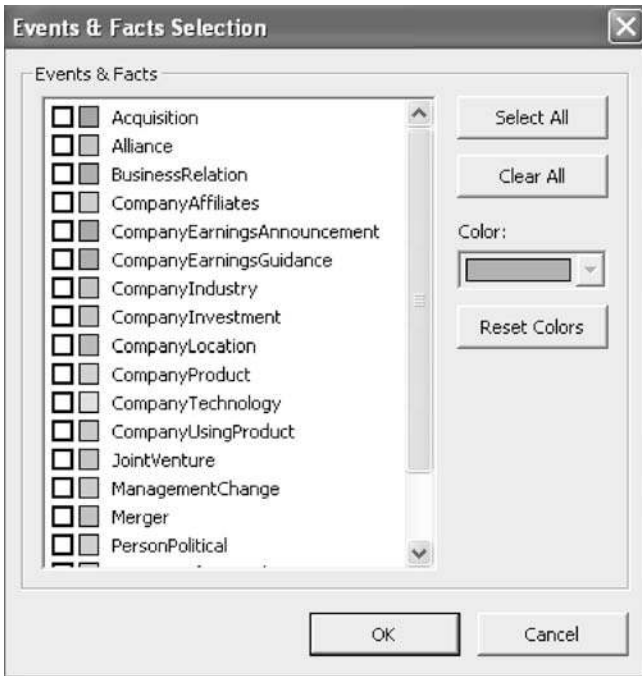 Events & Facts Selection
Events & Facts
Acquisition
Alliance
BusinessRelation
CompanyAffiliates
CompanyEarningsAnnouncement
CompanyEarningsGuidance
CompanyIndustry
CompanyInvestment
CompanyLocation
CompanyProduct
CompanyTechnology
CompanyUsingProduct
JointVenture
ManagementChange
Merger
PersonPolitical
Select All
Clear All
Color:
Reset Colors
OK
Cancel